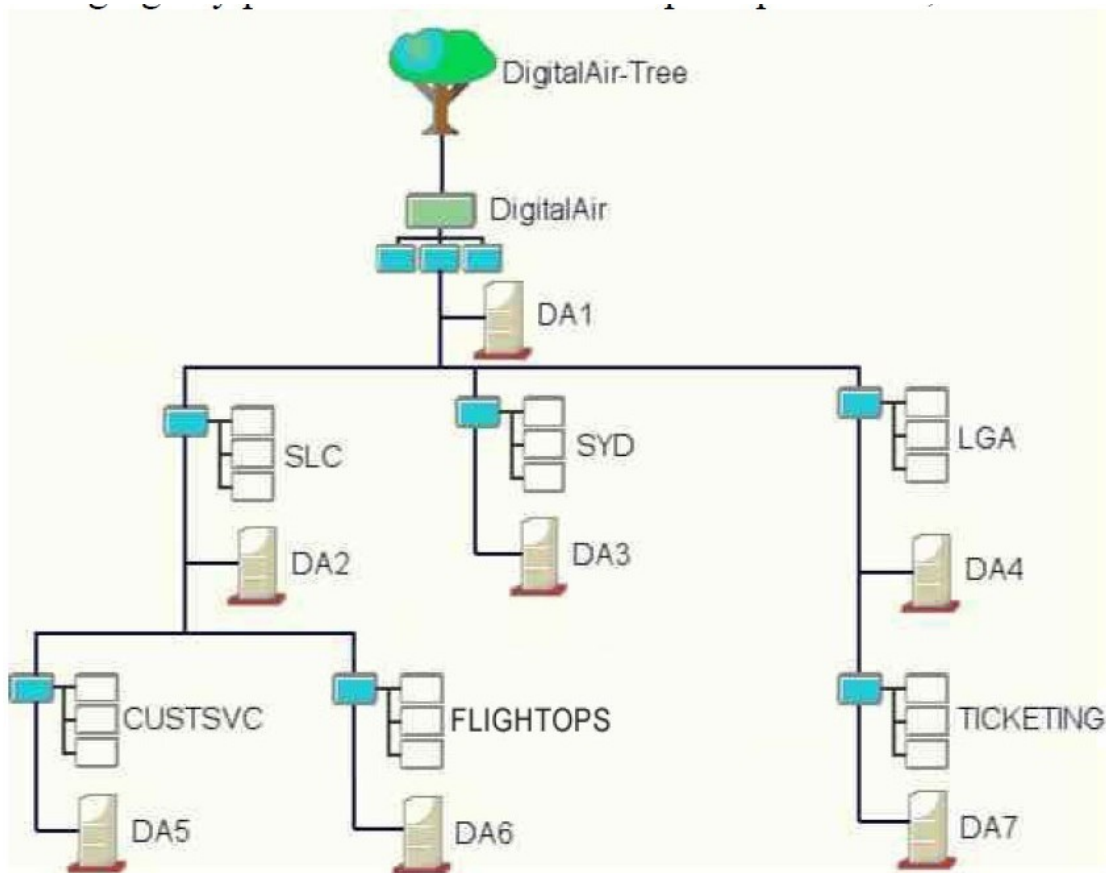 DigitalAir-Tree
DigitalAir
DA1
SLC
SYD
LGA
DA2
DA3
DA4
CUSTSVC
FLIGHTOPS
TICKETING
DA5
DA6
DA7